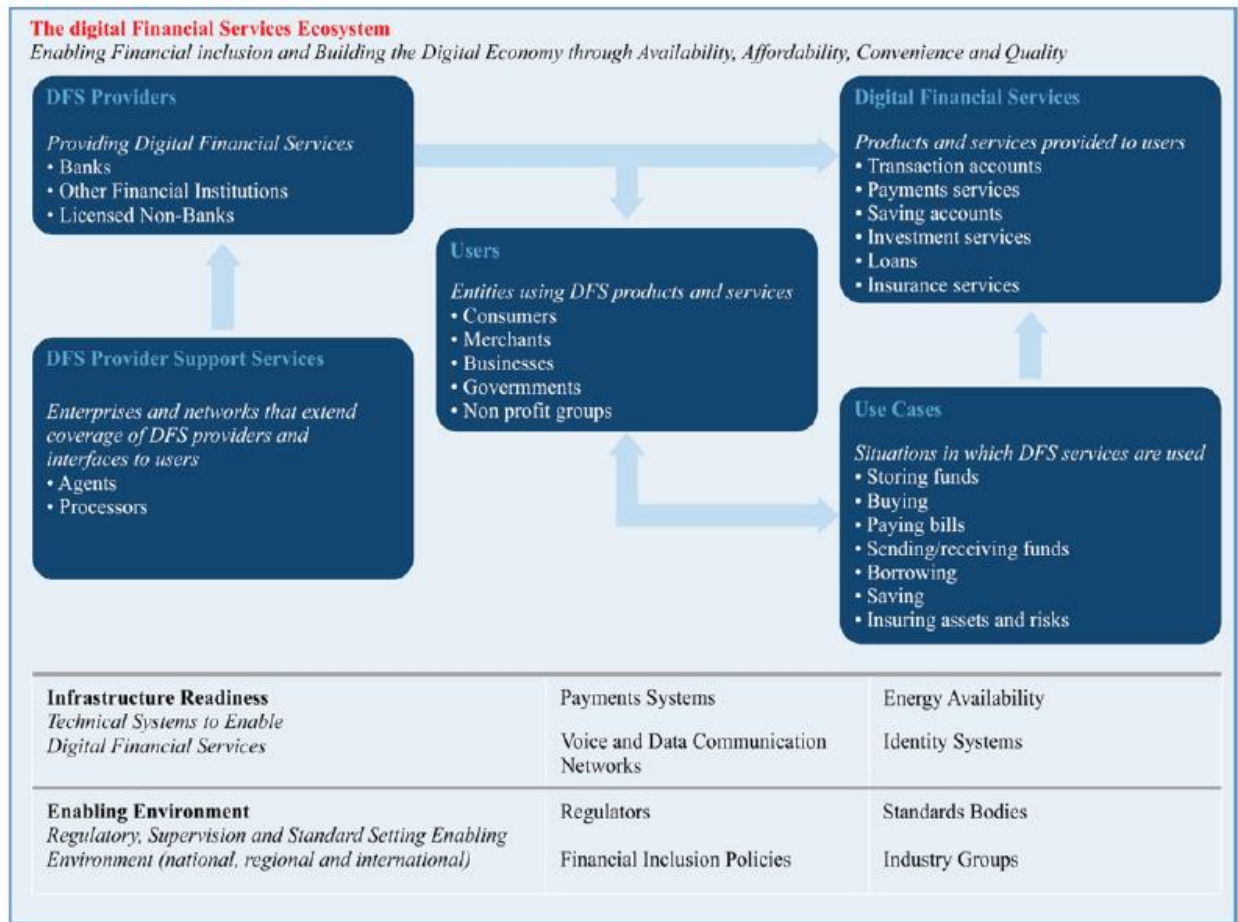 The digital Financial Services Ecosystem
Enabling Financial inclusion and Building the Digital Economy through Availability, Affordability, Convenience and Quality
DFS Providers
Providing Digital Financial Services
• Banks
• Other Financial Institutions
• Licensed Non-Banks
Digital Financial Services
Products and services provided to users
• Transaction accounts
• Payments services
• Saving accounts
• Investment services
• Loans
• Insurance services
Users
Entities using DFS products and services
• Consumers
• Merchants
• Businesses
• Govermments
• Non profit groups
DFS Provider Support Services
Enterprises and networks that extend
coverage of DFS providers and
interfaces to users
• Agents
• Processors
Use Cases
Situations in which DFS services are used
• Storing funds
• Buying
• Paying bills
• Sending/receiving funds
• Borrowing
• Saving
• Insuring assets and risks
Infrastructure Readiness
Technical Systems to Enable
Digital Financial Services
Payments Systems
Voice and Data Communication
Networks
Energy Availability
Identity Systems
Enabling Environment
Regulatory, Supervision and Standard Setting Enabling
Environment (national, regional and international)
Regulators
Financial Inclusion Policies
Standards Bodies
Industry Groups